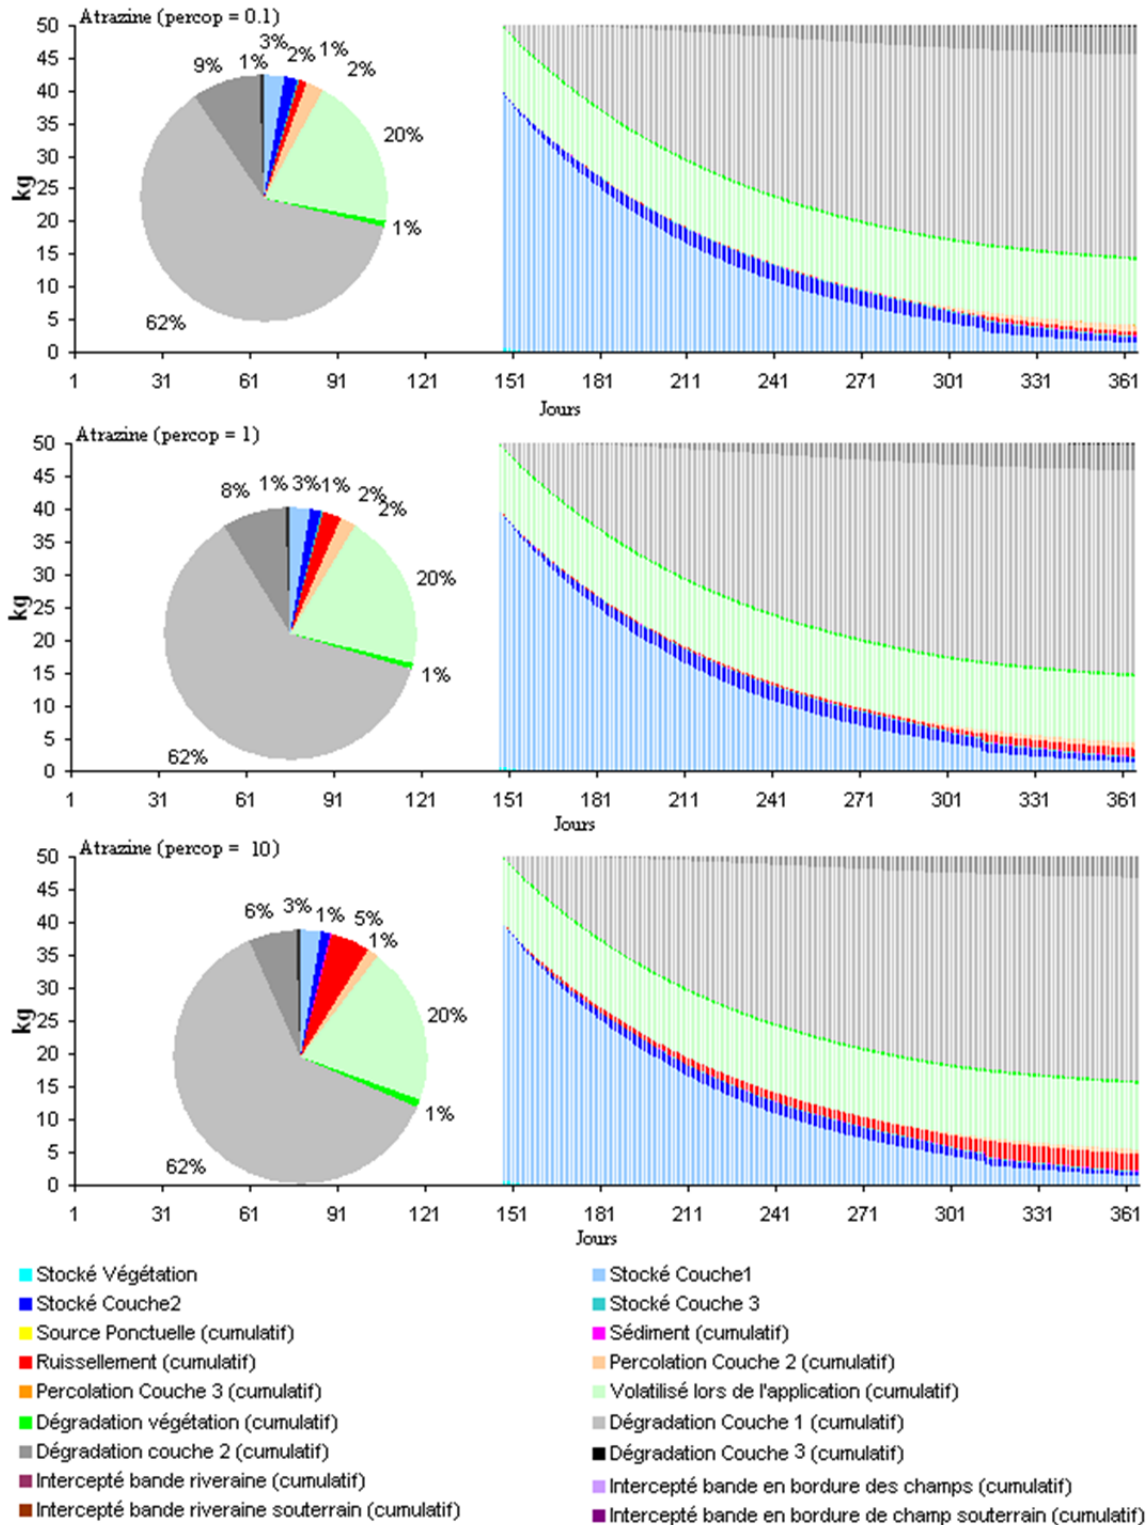 Atrazine (percop = 0.1)
50
45
40
35
30
25
20
15
10
5
0
kg
9%
1%
3%
2%
1%
2%
20%
1%
62%
1 31 61 91 121 151 181 211 241 271 301 331 361
Jours
Atrazine (percop = 1)
50
45
40
35
30
25
20
15
10
5
0
kg
8%
1%
3%
1%
2%
2%
20%
1%
62%
1 31 61 91 121 151 181 211 241 271 301 331 361
Jours
Atrazine (percop = 10)
50
45
40
35
30
25
20
15
10
5
0
kg
6%
3%
1%
5%
1%
20%
1%
62%
1 31 61 91 121 151 181 211 241 271 301 331 361
Jours
Stocké Végétation
Stocké Couche1
Stocké Couche2
Stocké Couche 3
Source Ponctuelle (cumulatif)
Sédiment (cumulatif)
Ruissellement (cumulatif)
Percolation Couche 2 (cumulatif)
Percolation Couche 3 (cumulatif)
Volatilisé lors de l'application (cumulatif)
Dégradation végétation (cumulatif)
Dégradation Couche 1 (cumulatif)
Dégradation couche 2 (cumulatif)
Dégradation Couche 3 (cumulatif)
Intercepté bande riveraine (cumulatif)
Intercepté bande en bordure des champs (cumulatif)
Intercepté bande riveraine souterrain (cumulatif)
Intercepté bande en bordure de champ souterrain (cumulatif)